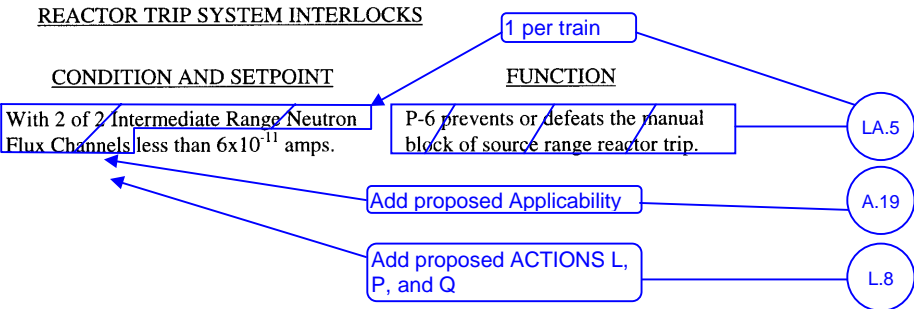 REACTOR TRIP SYSTEM INTERLOCKS
1 per train
CONDITION AND SETPOINT
FUNCTION
With 2 of 2 Intermediate Range Neutron
Flux Channels less than 6x10⁻¹¹ amps.
P-6 prevents or defeats the manual
block of source range reactor trip.
LA.5
Add proposed Applicability
A.19
Add proposed ACTIONS L,
P, and Q
L.8